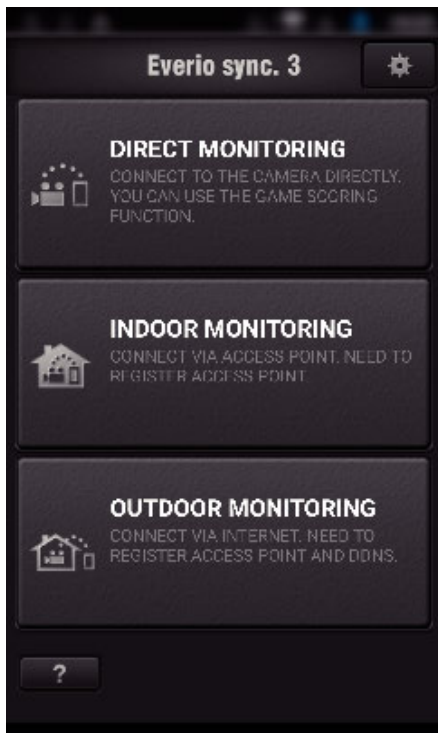 Everio sync. 3
DIRECT MONITORING
CONNECT TO THE CAMERA DIRECTLY.
YOU CAN USE THE GAME SCORING
FUNCTION.
INDOOR MONITORING
CONNECT VIA ACCESS POINT. NEED TO
REGISTER ACCESS POINT.
OUTDOOR MONITORING
CONNECT VIA INTERNET. NEED TO
REGISTER ACCESS POINT AND DDNS.
?